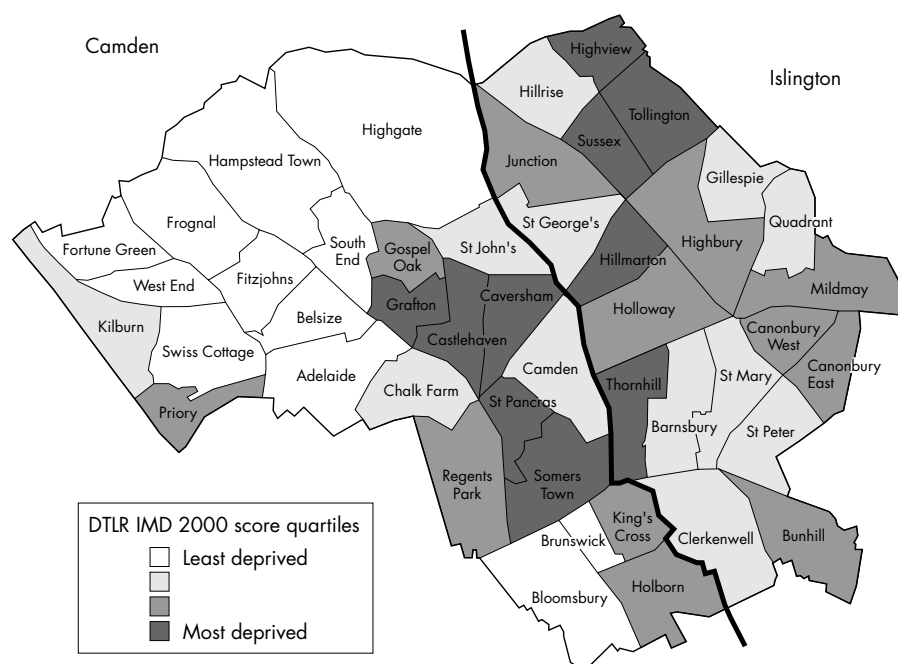 Camden
Islington
Highview
Hillrise
Tollington
Highgate
Sussex
Junction
Hampstead Town
Gillespie
Frognal
St George's
Quadrant
South
End
St John's
Highbury
Fortune Green
Gospel
Oak
Hillmarton
Fitzjohns
West End
Mildmay
Caversham
Grafton
Holloway
Belsize
Kilburn
Castlehaven
Canonbury
West
Swiss Cottage
Camden
Canonbury
East
Adelaide
St Mary
Chalk Farm
Thornhill
St Pancras
Priory
Barnsbury
St Peter
Regents
Park
Somers
Town
King's
Cross
Bunhill
Clerkenwell
Brunswick
Holborn
Bloomsbury
DTLR IMD 2000 score quartiles
Least deprived
Most deprived